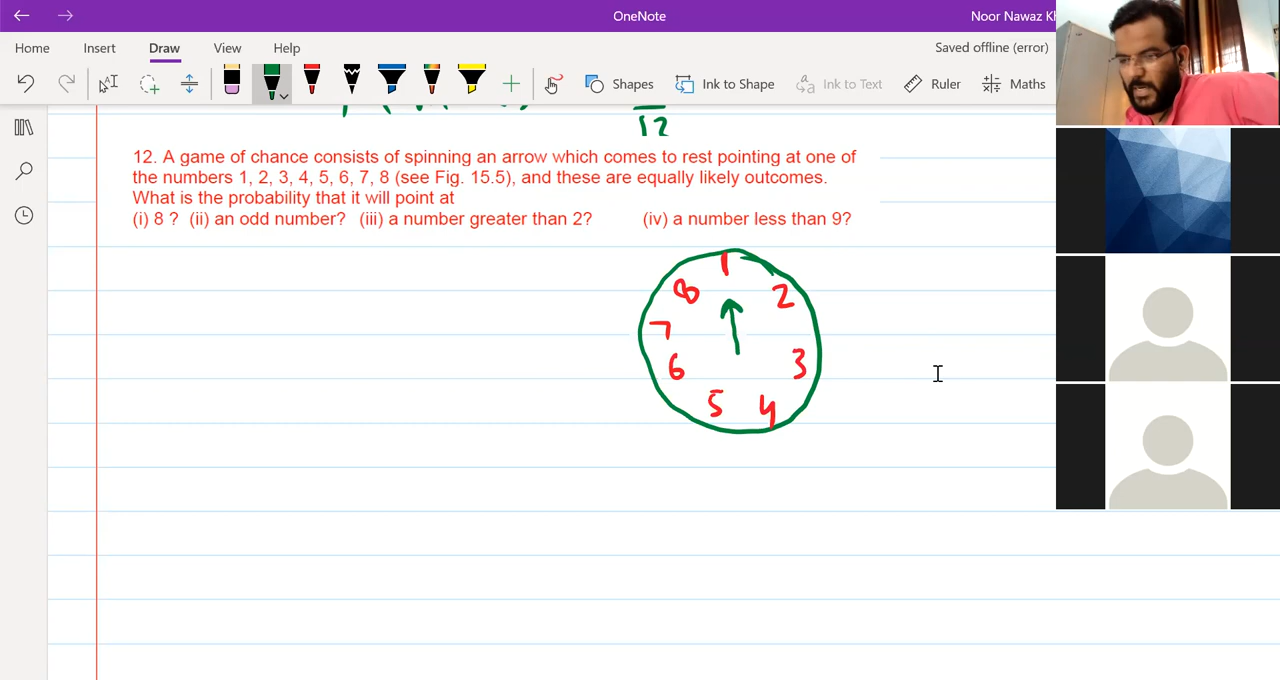 OneNote
Noor Nawaz Kh
Home Insert Draw View Help
Saved offline (error)
Shapes Ink to Shape Ink to Text Ruler Maths
12
12. A game of chance consists of spinning an arrow which comes to rest pointing at one of
the numbers 1, 2, 3, 4, 5, 6, 7, 8 (see Fig. 15.5), and these are equally likely outcomes.
What is the probability that it will point at
(i) 8 ? (ii) an odd number? (iii) a number greater than 2? (iv) a number less than 9?
1
2
3
4
5
6
7
8